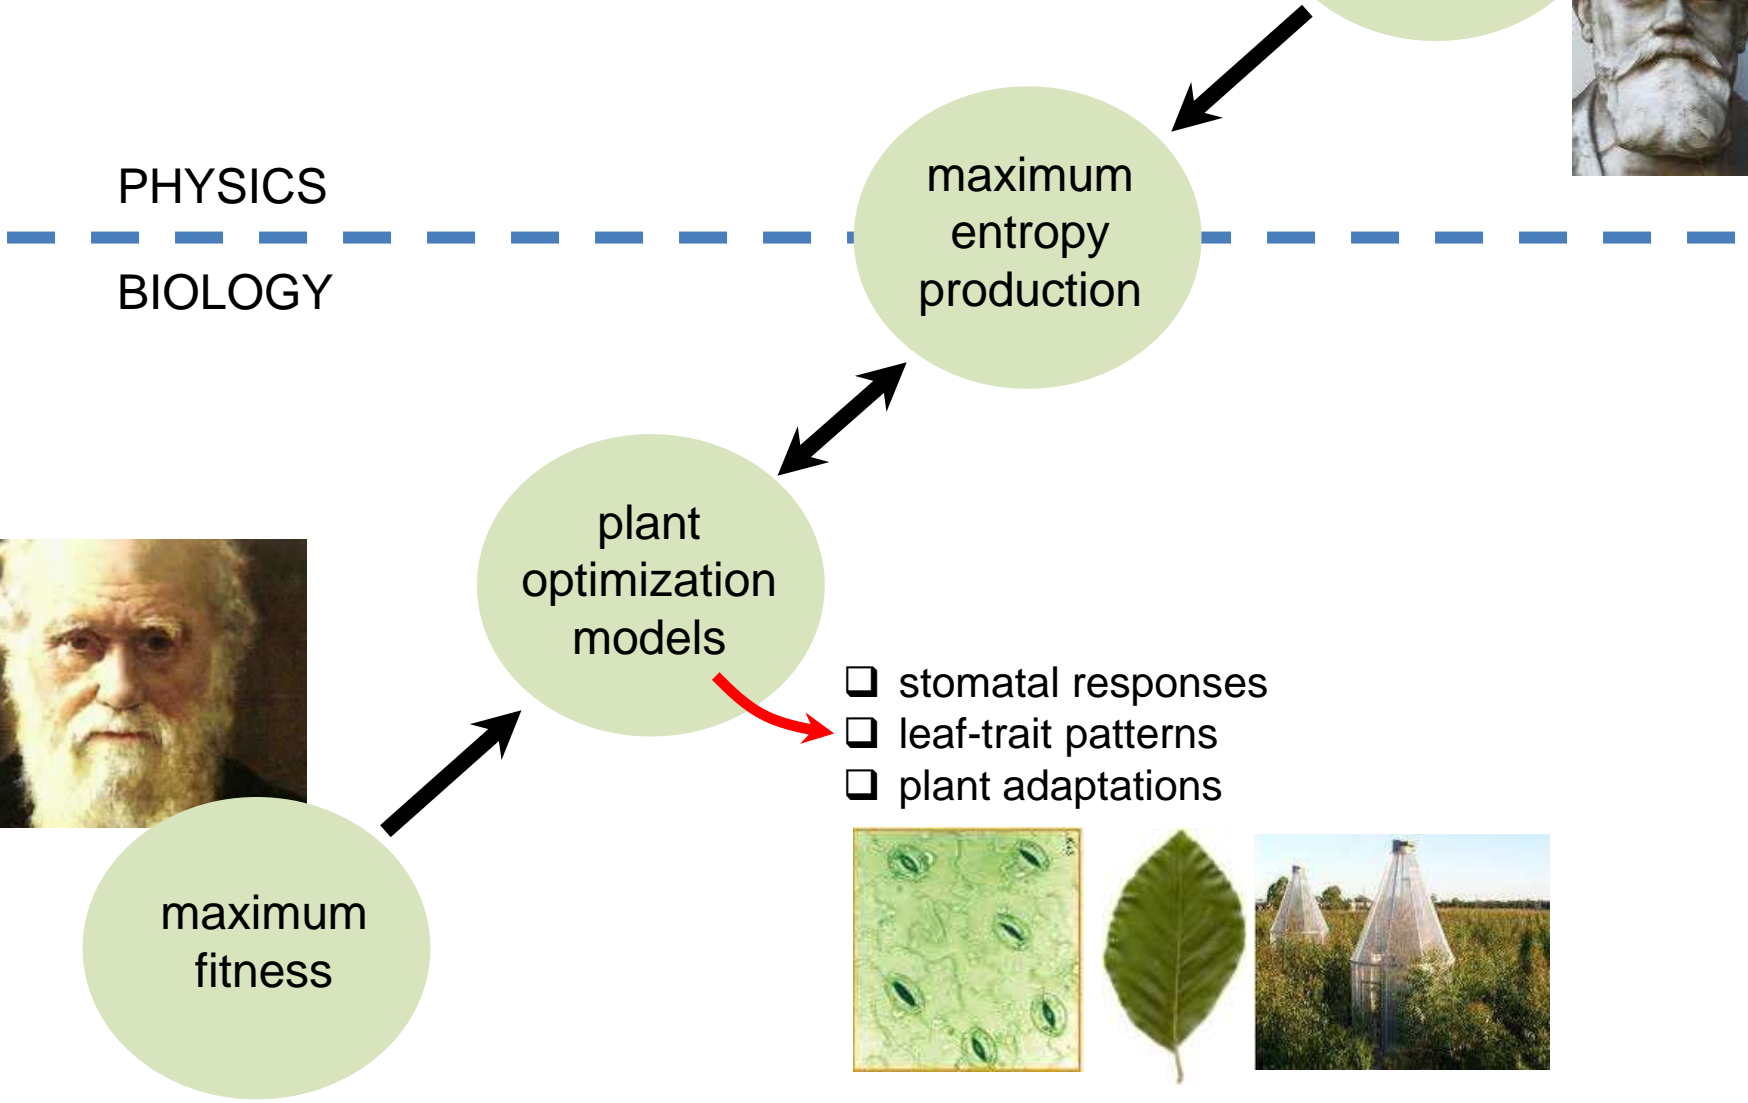 PHYSICS
maximum
entropy
production
BIOLOGY
plant
optimization
models
stomatal responses
leaf-trait patterns
plant adaptations
maximum
fitness